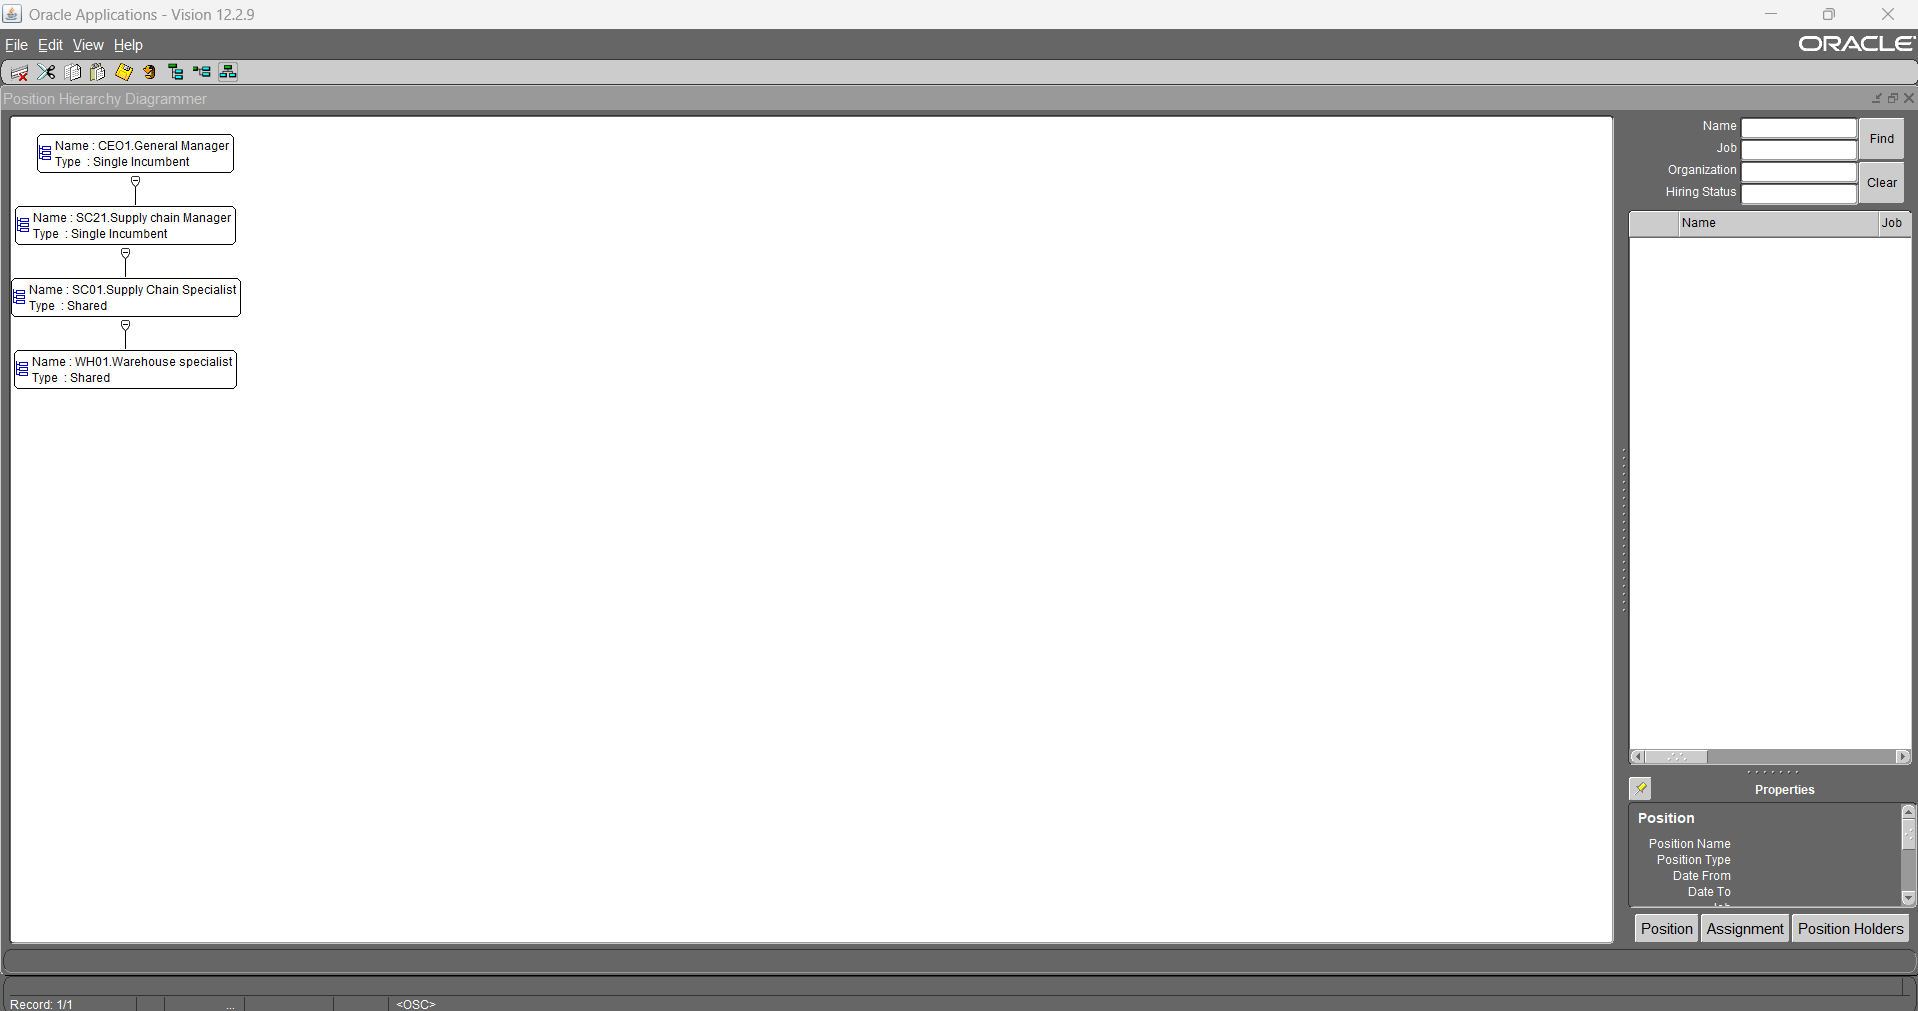 Oracle Applications - Vision 12.2.9
File Edit View Help
ORACLE
Position Hierarchy Diagrammer
Name : CEO1.General Manager
Type : Single Incumbent
Name : SC21.Supply chain Manager
Type : Single Incumbent
Name : SC01.Supply Chain Specialist
Type : Shared
Name : WH01.Warehouse specialist
Type : Shared
Name
Find
Job
Organization
Clear
Hiring Status
Name Job
Properties
Position
Position Name
Position Type
Date From
Date To
Position Assignment Position Holders
Record: 1/1 ... <OSC>